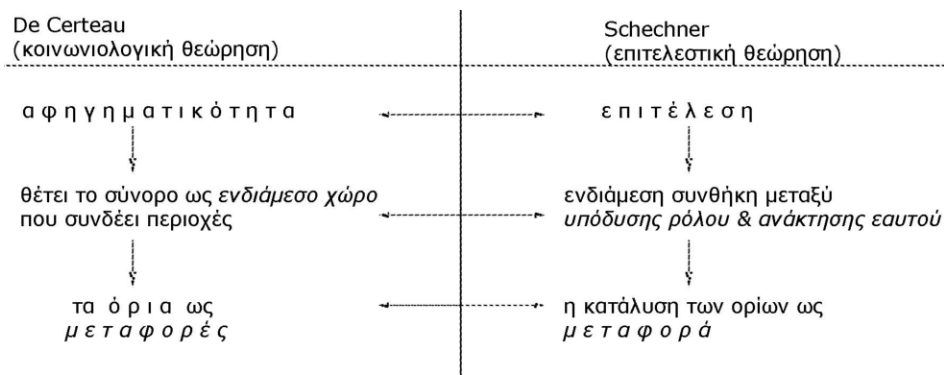 De Certeau
(κοινωνιολογική θεώρηση)
Schechner
(επιτελεστική θεώρηση)
αφηγηματικότητα
επιτέλεση
θέτει το σύνορο ως ενδιάμεσο χώρο
που συνδέει περιοχές
ενδιάμεση συνθήκη μεταξύ
υπόδυσης ρόλου & ανάκτησης εαυτού
τα όρια ως
μεταφορές
η κατάλυση των ορίων ως
μεταφορά